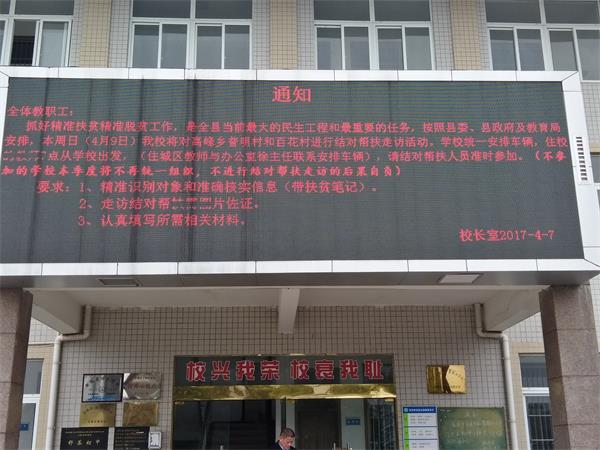 通知
全体教职工：
抓好精准扶贫精准脱贫工作，是全县当前最大的民生工程和最重要的任务，按照县委、县政府及教育局
安排，本周日（4月9日）我校将对高峰乡普明村和百花村进行结对帮扶走访活动。学校统一安排车辆，住校
7点从学校出发，（住城区教师与办公室徐主任联系安排车辆），请结对帮扶人员准时参加。（不参
加的学校本季度将不再统一组织，不进行结对帮扶走访的后果自负）
要求：1、精准识别对象和准确核实信息（带扶贫笔记）。
2、走访结对帮扶需照片佐证。
3、认真填写所需相关材料。
校长室2017-4-7
校兴我荣 校衰我耻